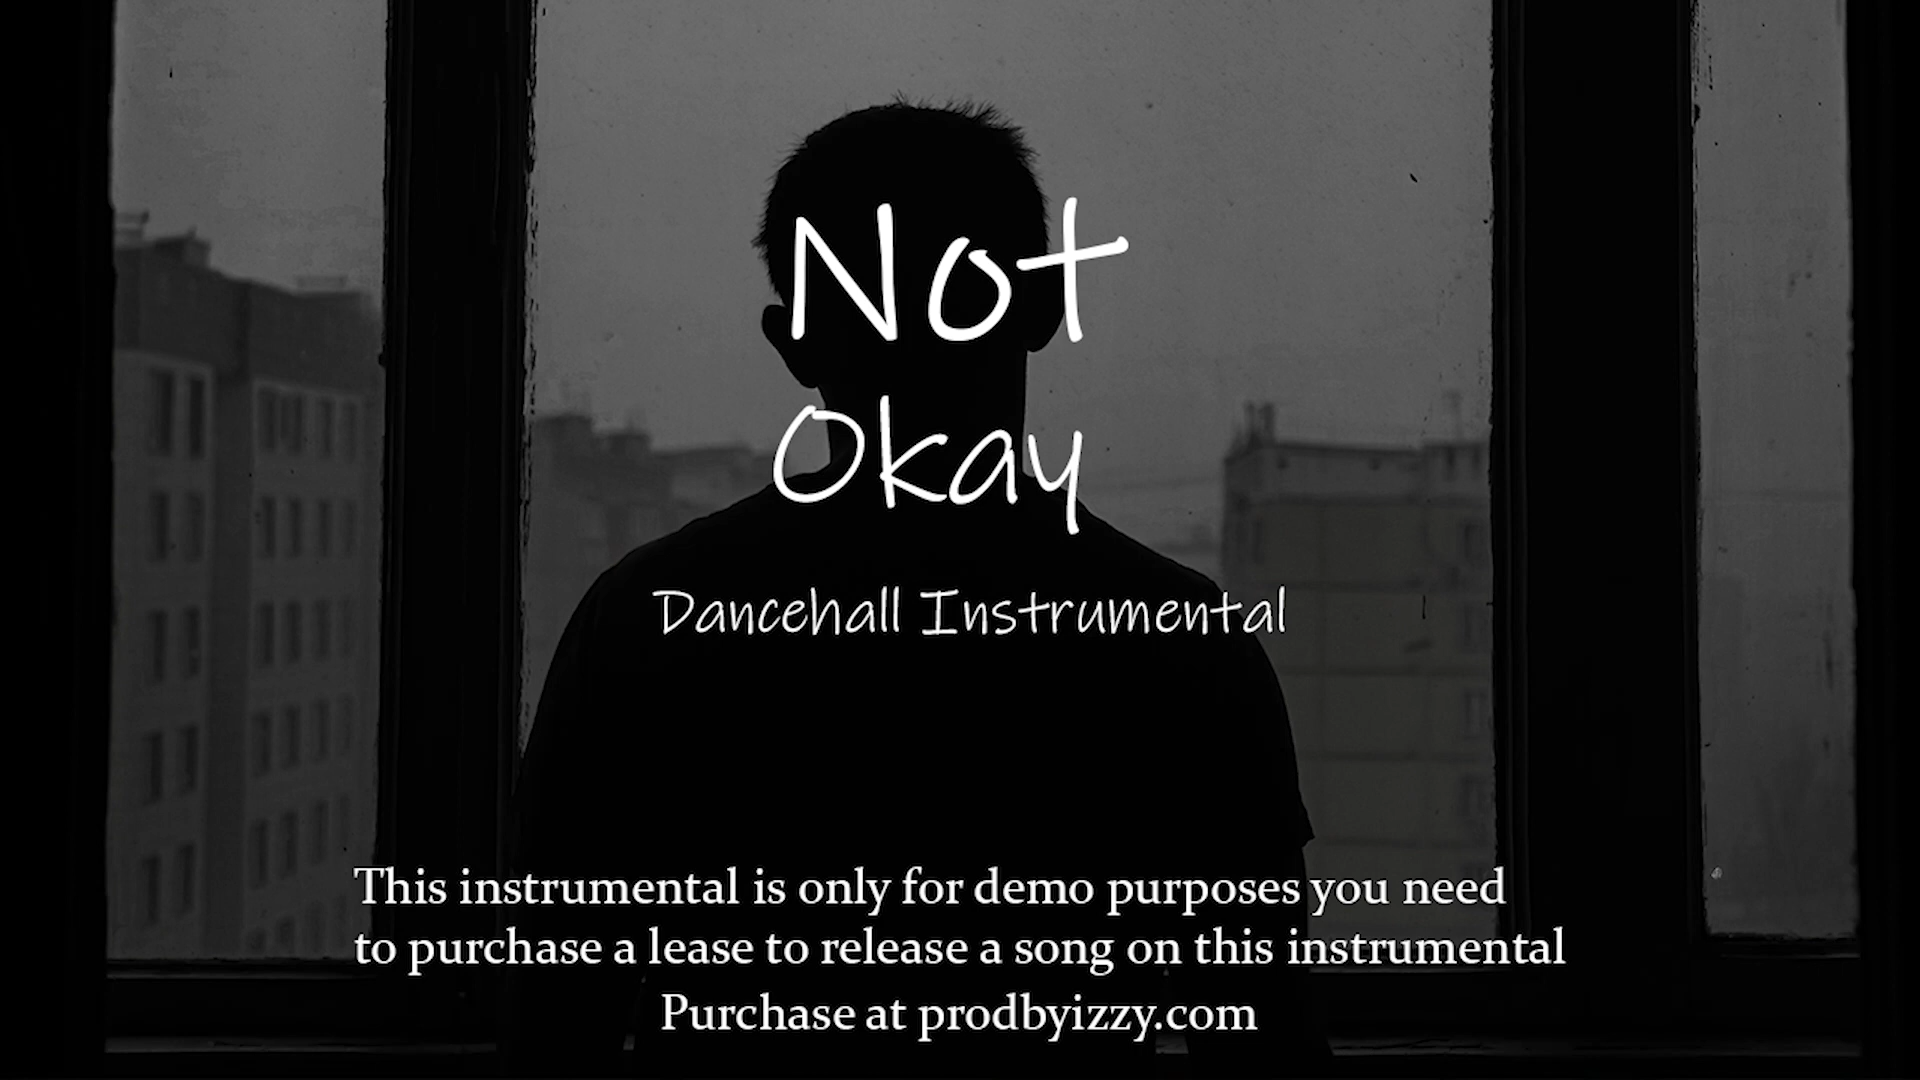 Not
Okay
Dancehall Instrumental
This instrumental is only for demo purposes you need
to purchase a lease to release a song on this instrumental
Purchase at prodbyizzy.com